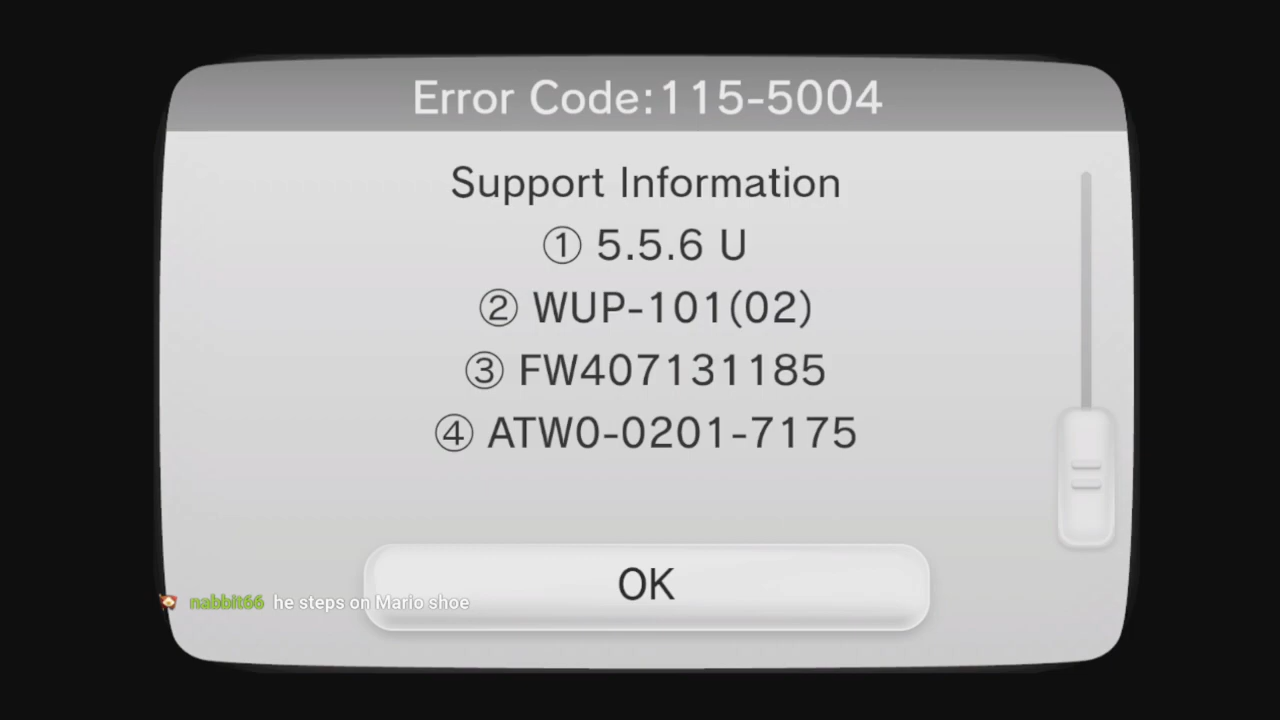 Error Code:115-5004
Support Information
① 5.5.6 U
② WUP-101(02)
③ FW407131185
④ ATW0-0201-7175
OK
nabbit66 he steps on Mario shoe